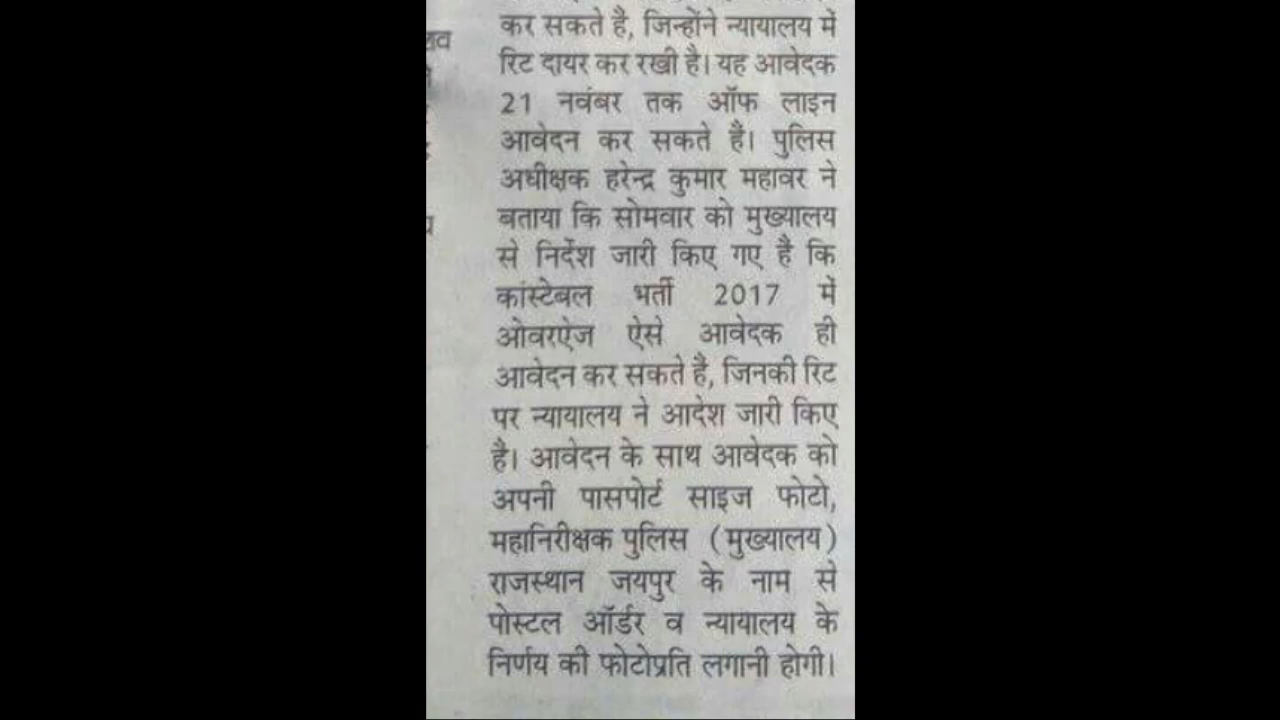 कर सकते है, जिन्होंने न्यायालय में
रिट दायर कर रखी है। यह आवेदक
21 नवंबर तक ऑफ लाइन
आवेदन कर सकते है। पुलिस
अधीक्षक हरेन्द्र कुमार महावर ने
बताया कि सोमवार को मुख्यालय
से निर्देश जारी किए गए है कि
कांस्टेबल भर्ती 2017 में
ओवरऐज ऐसे आवेदक ही
आवेदन कर सकते है, जिनकी रिट
पर न्यायालय ने आदेश जारी किए
है। आवेदन के साथ आवेदक को
अपनी पासपोर्ट साइज फोटो,
महानिरीक्षक पुलिस (मुख्यालय)
राजस्थान जयपुर के नाम से
पोस्टल ऑर्डर व न्यायालय के
निर्णय की फोटोप्रति लगानी होगी।